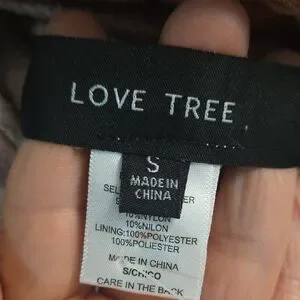 LOVE TREE
S
MADE IN
CHINA
10%NYLON
10%NILON
LINING:100%POLYESTER
100%POLIESTER
MADE IN CHINA
S/CHICO
CARE IN THE BACK